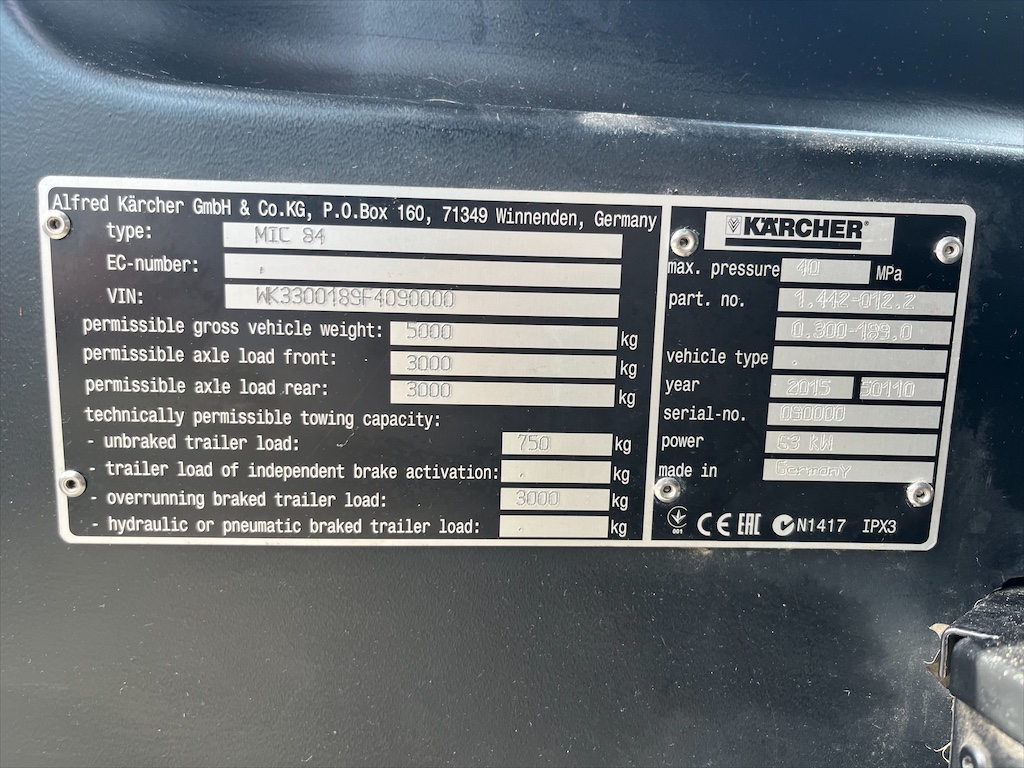 Alfred Kärcher GmbH & Co.KG, P.O.Box 160, 71349 Winnenden, Germany
type: MIC 84
EC-number: .
VIN: WK3300189F4090000
permissible gross vehicle weight: 5000 kg
permissible axle load front: 3000 kg
permissible axle load rear: 3000 kg
technically permissible towing capacity:
- unbraked trailer load: 750 kg
- trailer load of independent brake activation: . kg
- overrunning braked trailer load: 3000 kg
- hydraulic or pneumatic braked trailer load: . kg
KÄRCHER®
max. pressure 40 MPa
part. no. 1.442-012.2
0.300-189.0
vehicle type .
year 2015 50110
serial-no. 090000
power 63 kW
made in Germany
001 CE EAC N1417 IPX3